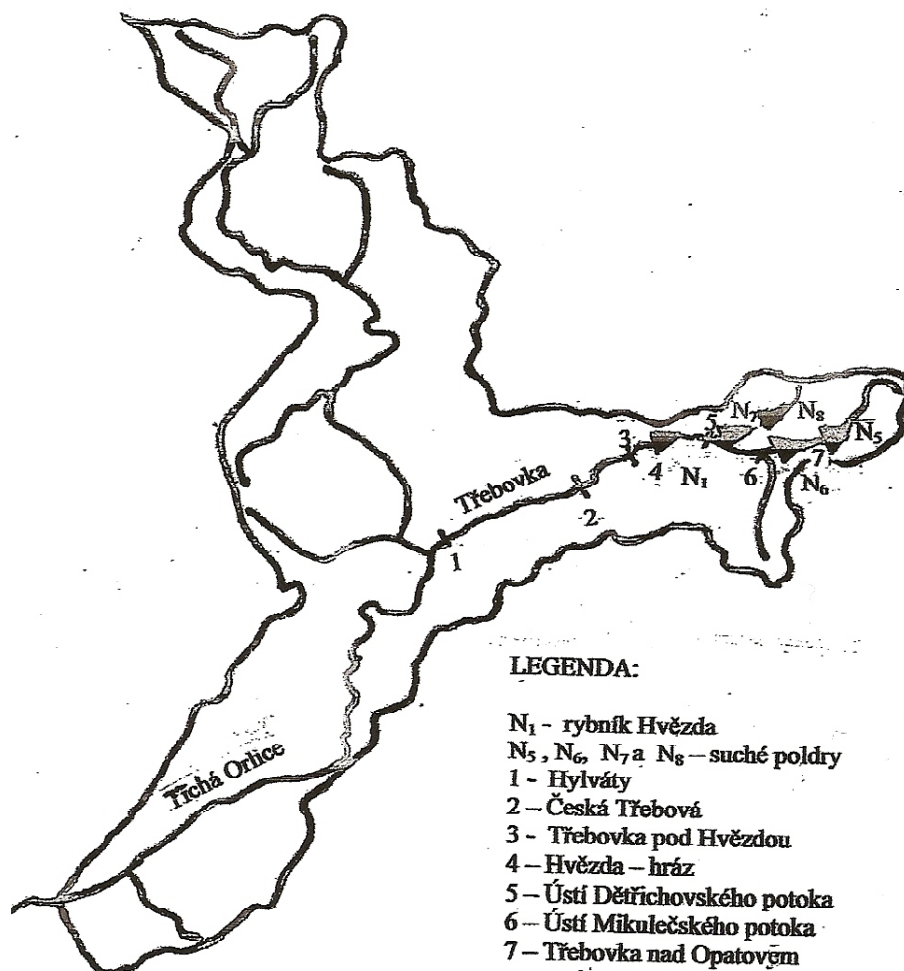 5 N₇ N₈
N₅
3
4 N₁ 6 7
N₆
Třebovka
2
1
Tichá Orlice
LEGENDA:
N₁ - rybník Hvězda
N₅ , N₆, N₇ a N₈ – suché poldry
1 - Hylváty
2 – Česká Třebová
3 - Třebovka pod Hvězdou
4 – Hvězda – hráz
5 – Ústí Dětřichovského potoka
6 – Ústí Mikulečského potoka
7 – Třebovka nad Opatovem